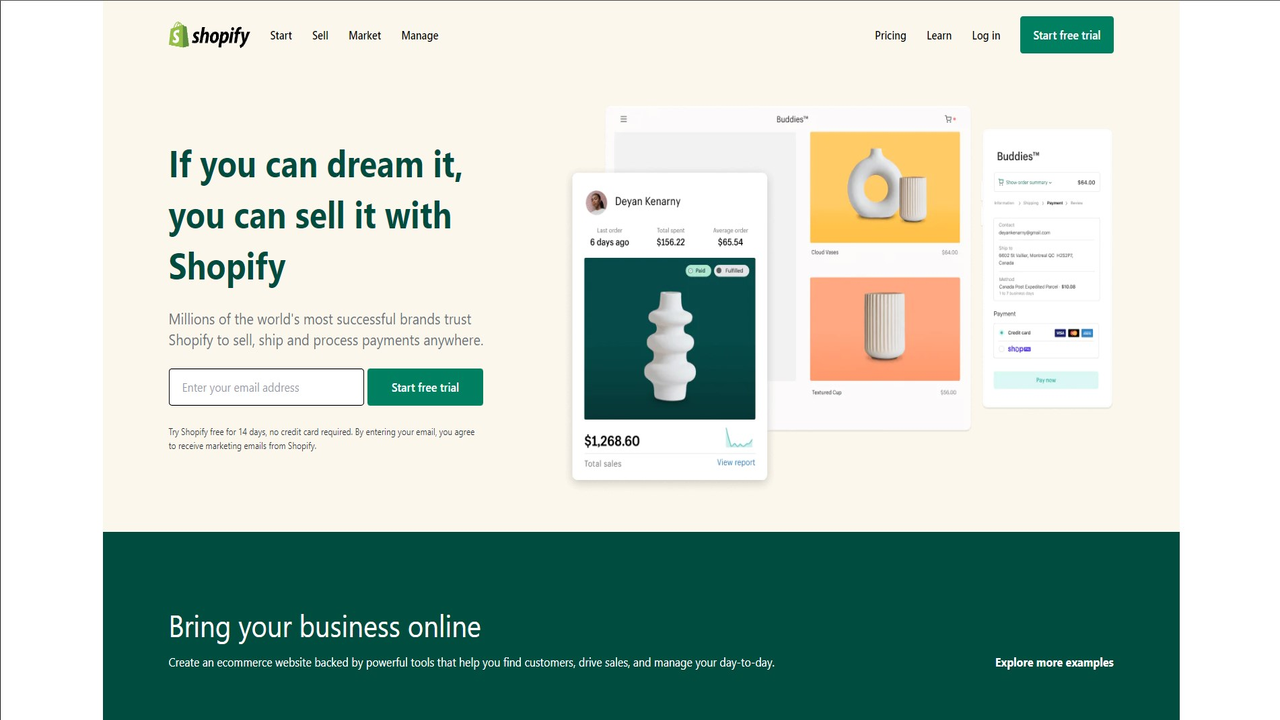 shopify
Start
Sell
Market
Manage
Pricing
Learn
Log in
Start free trial
If you can dream it,
you can sell it with
Shopify
Millions of the world's most successful brands trust
Shopify to sell, ship and process payments anywhere.
Enter your email address
Start free trial
Try Shopify free for 14 days, no credit card required. By entering your email, you agree
to receive marketing emails from Shopify.
Deyan Kenarny
Last order
Total spent
Average order
6 days ago
$156.22
$65.54
Paid
Fulfilled
$1,268.60
Total sales
View report
Buddies™
Cloud Vases
$64.00
Textured Cup
Buddies™
Show order summary
$64.00
Information > Shipping > Payment > Review
Contact
deyankenarny@gmail.com
Ship to
Canada
Method
Canada Post Expedited Parcel · $10.00
Payment
Credit card
VISA
shop
Pay now
Bring your business online
Create an ecommerce website backed by powerful tools that help you find customers, drive sales, and manage your day-to-day.
Explore more examples